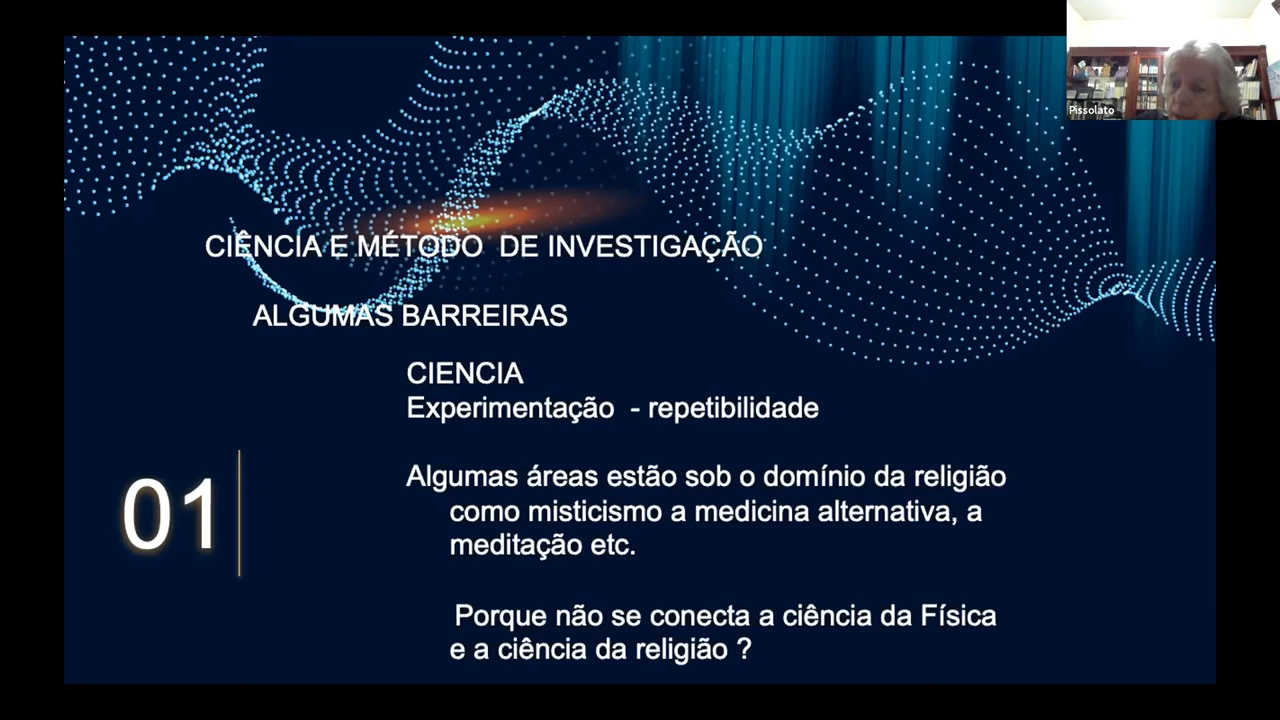 Pissolato
CIÊNCIA E MÉTODO DE INVESTIGAÇÃO
ALGUMAS BARREIRAS
CIENCIA
Experimentação - repetibilidade
01
Algumas áreas estão sob o domínio da religião
como misticismo a medicina alternativa, a
meditação etc.
Porque não se conecta a ciência da Física
e a ciência da religião ?